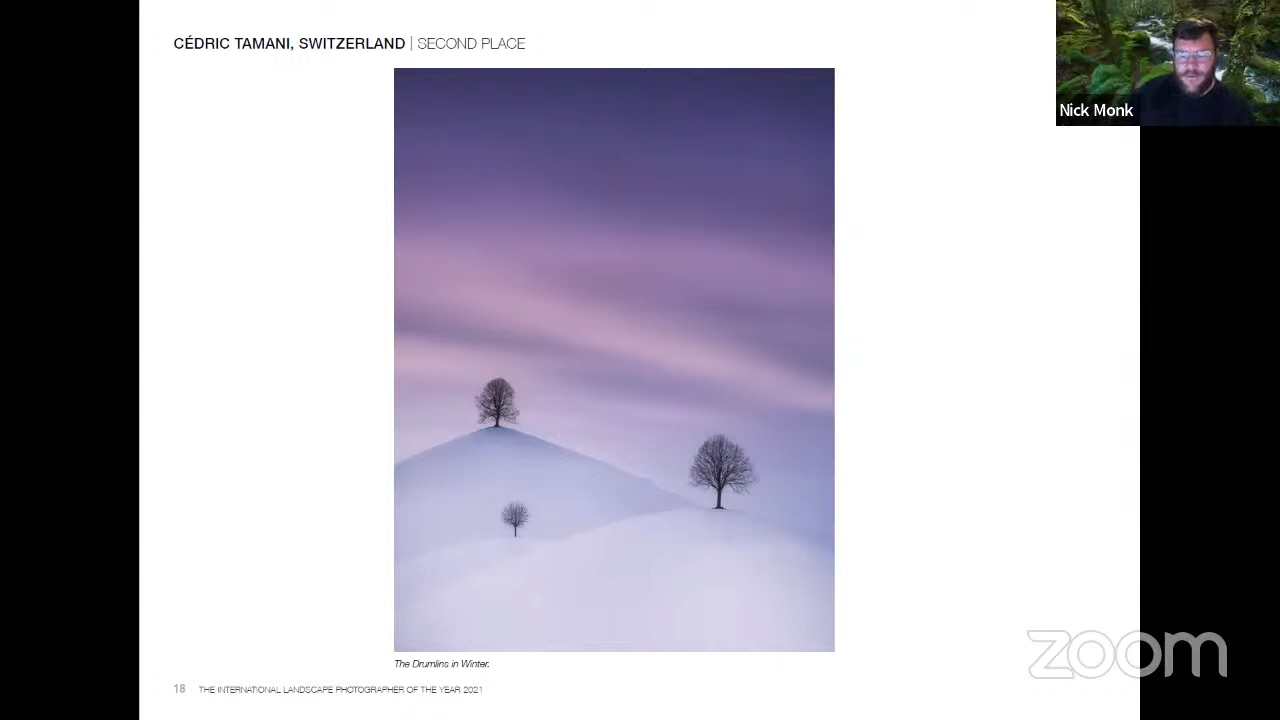 CÉDRIC TAMANI, SWITZERLAND | SECOND PLACE
Nick Monk
The Drumlins in Winter.
18 THE INTERNATIONAL LANDSCAPE PHOTOGRAPHER OF THE YEAR 2021
zoom